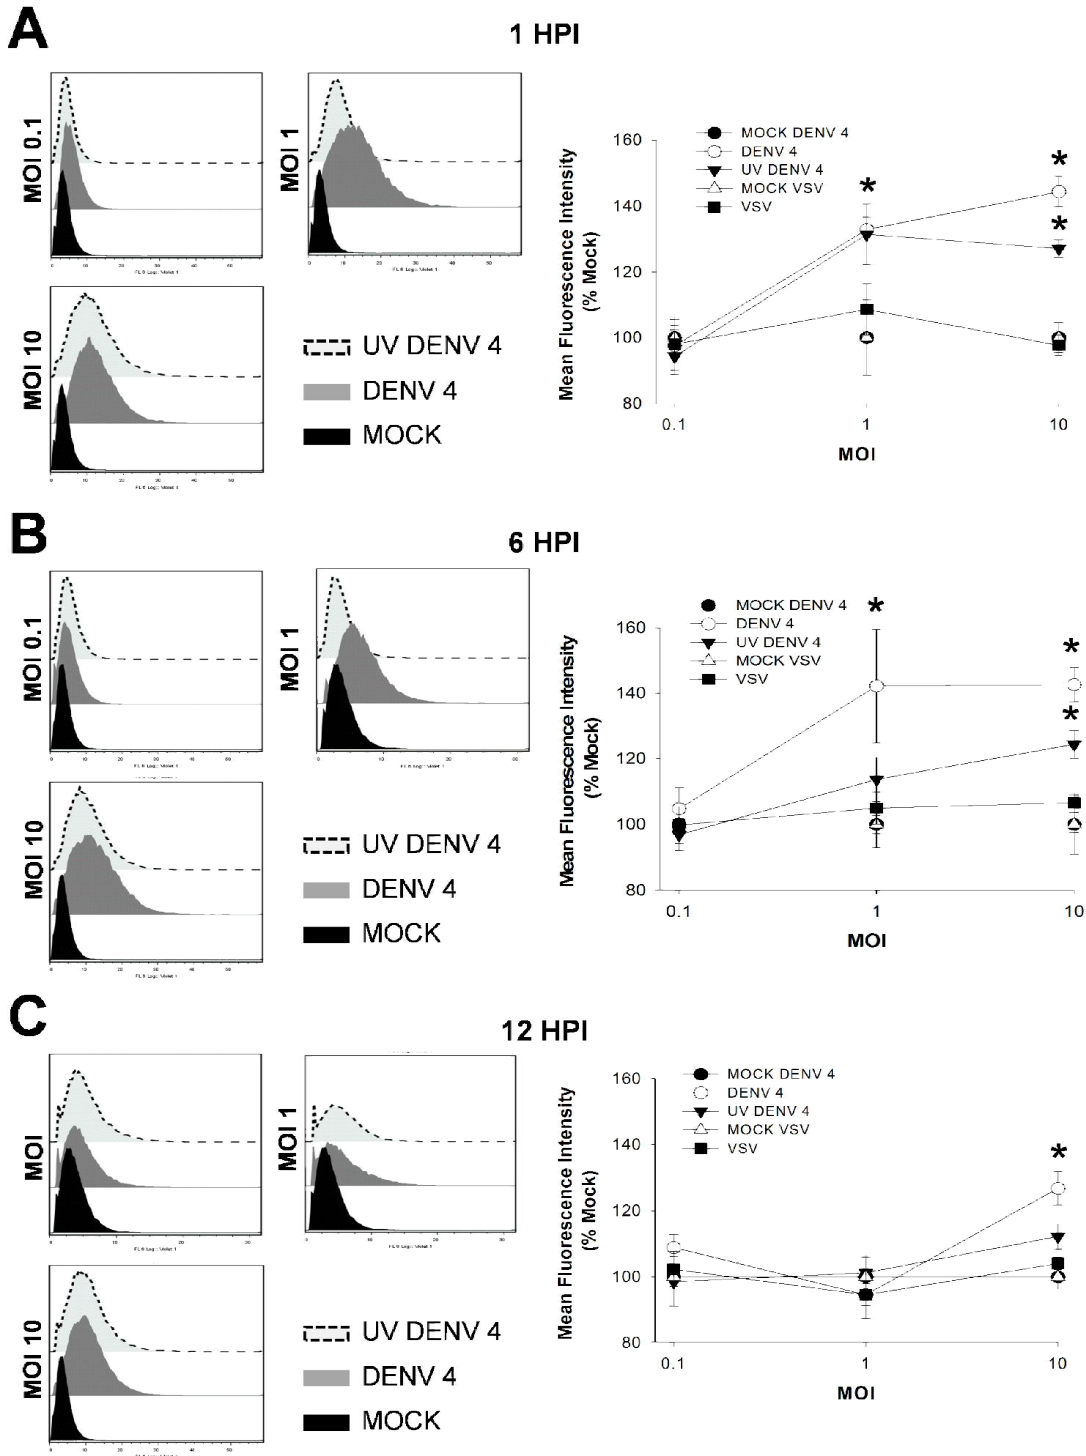 A
1 HPI
MOI 0.1
MOI 1
MOI 10
UV DENV 4
DENV 4
MOCK
MOCK DENV 4
DENV 4
UV DENV 4
MOCK VSV
VSV
Mean Fluorescence Intensity
(% Mock)
160
140
120
100
80
* * *
0.1 1 10
MOI
B
6 HPI
MOI 0.1
MOI 1
MOI 10
UV DENV 4
DENV 4
MOCK
MOCK DENV 4
DENV 4
UV DENV 4
MOCK VSV
VSV
Mean Fluorescence Intensity
(% Mock)
160
140
120
100
80
* * *
0.1 1 10
MOI
C
12 HPI
MOI
MOI 1
MOI 10
UV DENV 4
DENV 4
MOCK
MOCK DENV 4
DENV 4
UV DENV 4
MOCK VSV
VSV
Mean Fluorescence Intensity
(% Mock)
160
140
120
100
80
*
0.1 1 10
MOI